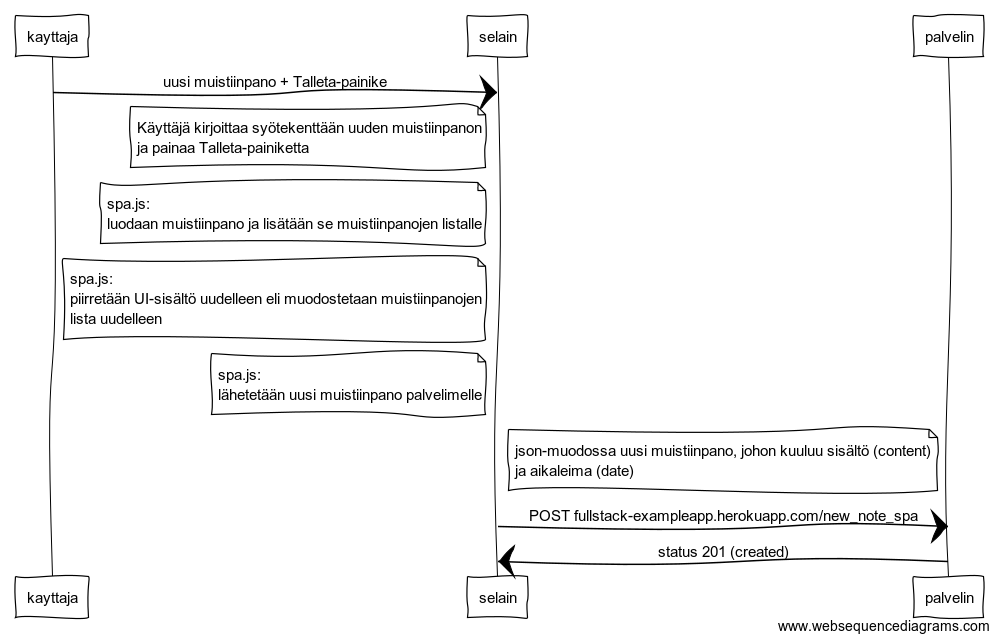 kayttaja
selain
palvelin
uusi muistiinpano + Talleta-painike
Käyttäjä kirjoittaa syötekenttään uuden muistiinpanon
ja painaa Talleta-painiketta
spa.js:
luodaan muistiinpano ja lisätään se muistiinpanojen listalle
spa.js:
piirretään UI-sisältö uudelleen eli muodostetaan muistiinpanojen
lista uudelleen
spa.js:
lähetetään uusi muistiinpano palvelimelle
json-muodossa uusi muistiinpano, johon kuuluu sisältö (content)
ja aikaleima (date)
POST fullstack-exampleapp.herokuapp.com/new_note_spa
status 201 (created)
kayttaja
selain
palvelin
www.websequencediagrams.com